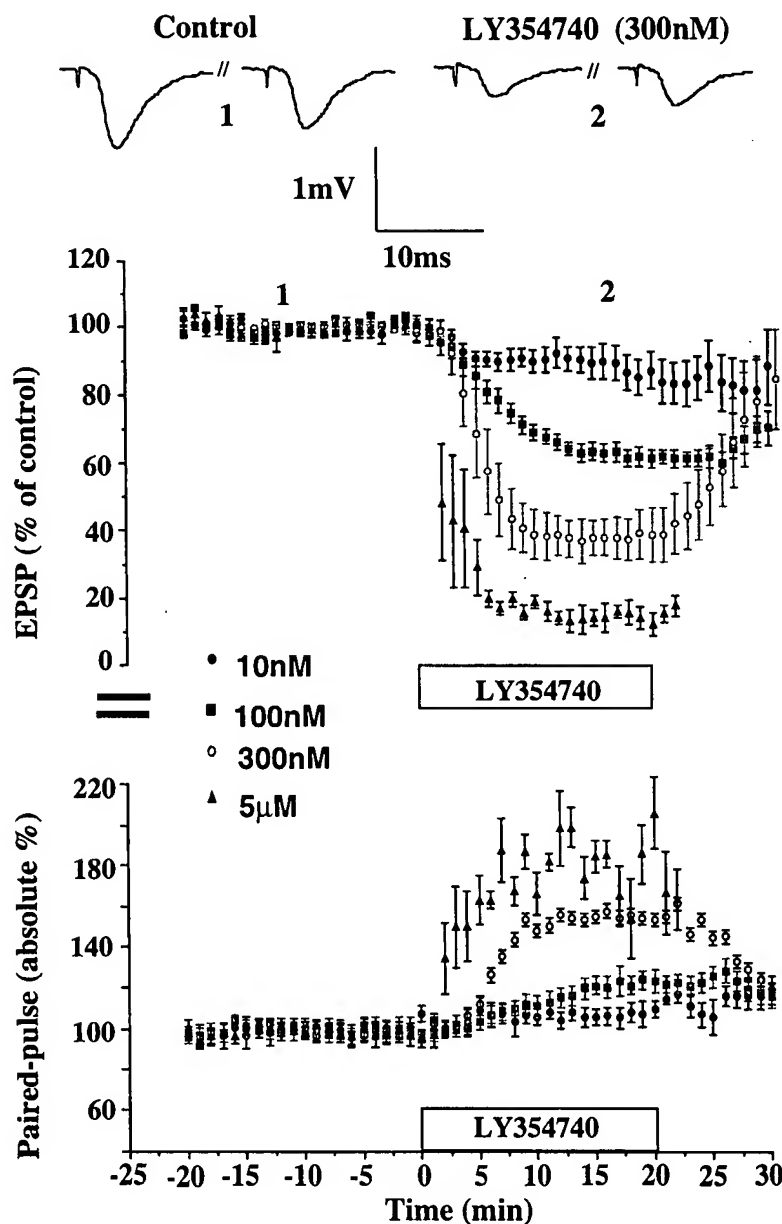 Control LY354740 (300nM)
// //
1 2
1mV
10ms
EPSP (% of control)
120
100
80
60
40
20
0
1 2
LY354740
10nM
100nM
300nM
5µM
Paired-pulse (absolute %)
220
180
140
100
60
LY354740
-25 -20 -15 -10 -5 0 5 10 15 20 25 30
Time (min)